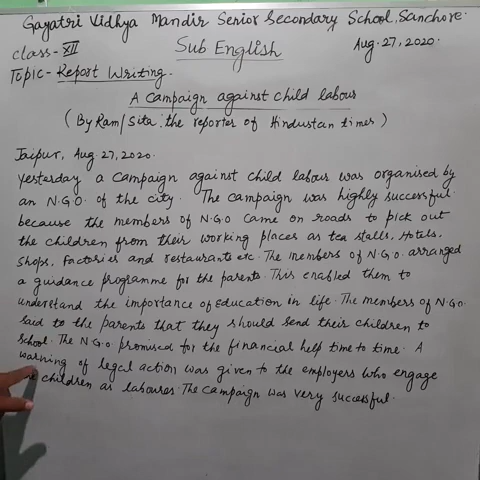 Gayatri Vidhya Mandir Senior Secondary School, Sanchore.
Class - XII Sub English Aug. 27, 2020.
Topic - Report Writing.
A campaign against child labour
(By Ram/Sita: the reporter of Hindustan times)
Jaipur, Aug. 27, 2020.
Yesterday a campaign against child labour was organised by
an N.G.O. of the city. The campaign was highly successful
because the members of N.G.O came on roads to pick out
the children from their working places as tea stalls, Hotels,
shops, factories and restaurants etc. The members of N.G.O. arranged
a guidance programme for the parents. This enabled them to
understand the importance of Education in life. The members of N.G.O.
said to the parents that they should send their children to
School. The N.G.O promised for the financial help time to time. A
warning of legal action was given to the employers who engage
children as labours. The campaign was very successful.